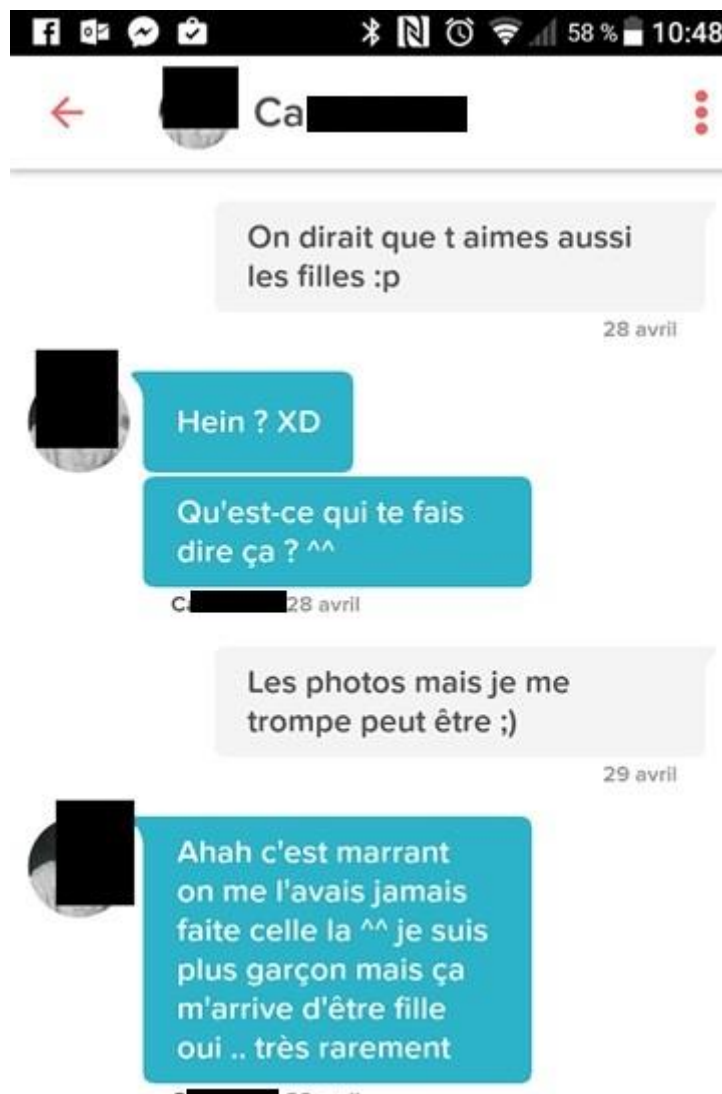 58 % 10:48
Ca
On dirait que t aimes aussi
les filles :p
28 avril
Hein ? XD
Qu'est-ce qui te fais
dire ça ? ^^
28 avril
Les photos mais je me
trompe peut être ;)
29 avril
Ahah c'est marrant
on me l'avais jamais
faite celle la ^^ je suis
plus garçon mais ça
m'arrive d'être fille
oui .. très rarement